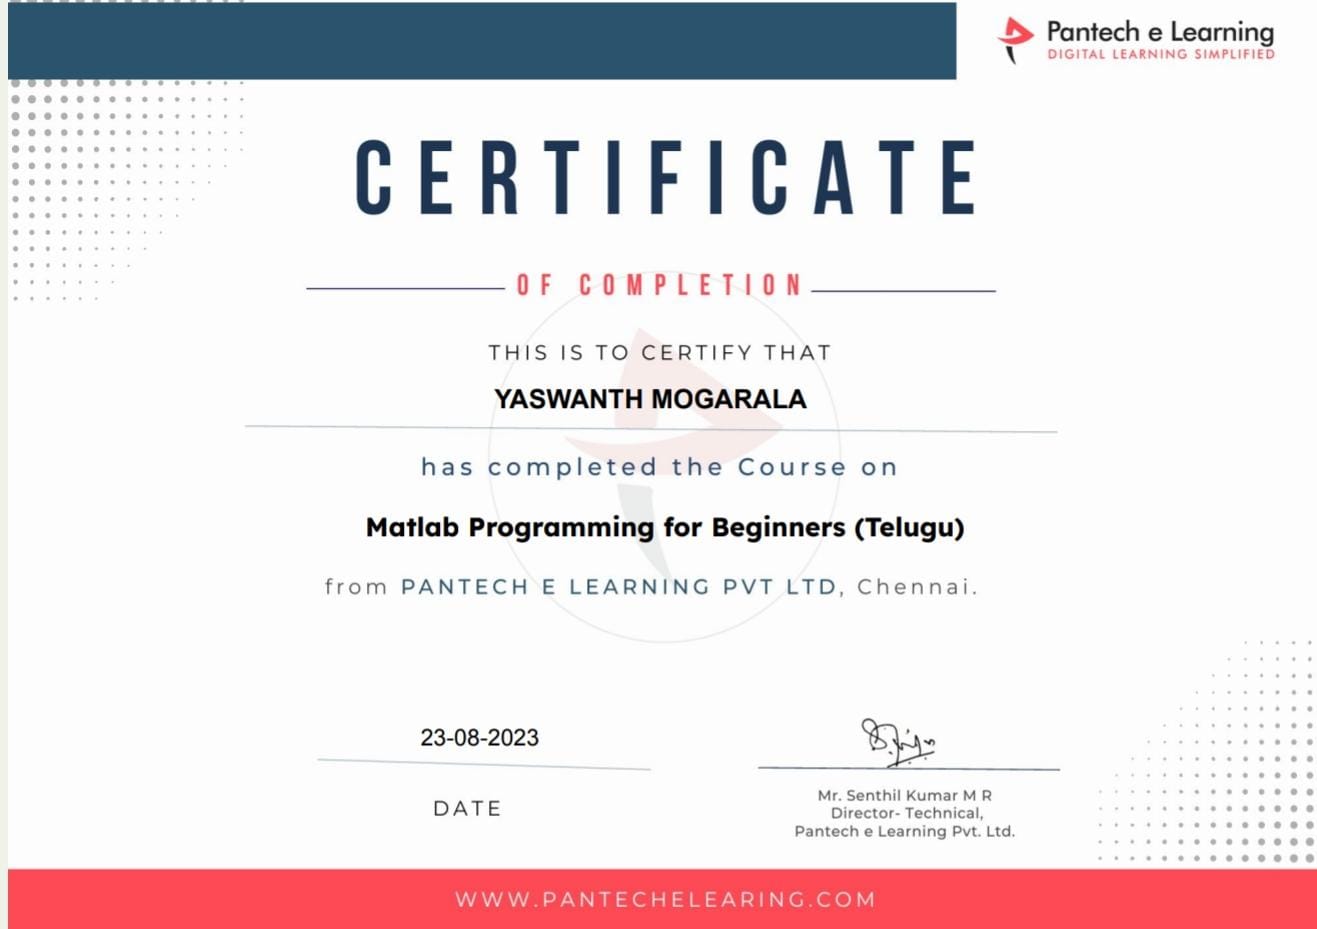 Pantech e Learning
DIGITAL LEARNING SIMPLIFIED
CERTIFICATE
OF COMPLETION
THIS IS TO CERTIFY THAT
YASWANTH MOGARALA
has completed the Course on
Matlab Programming for Beginners (Telugu)
from PANTECH E LEARNING PVT LTD, Chennai.
23-08-2023
DATE
Mr. Senthil Kumar M R
Director- Technical,
Pantech e Learning Pvt. Ltd.
WWW.PANTECHELEARING.COM